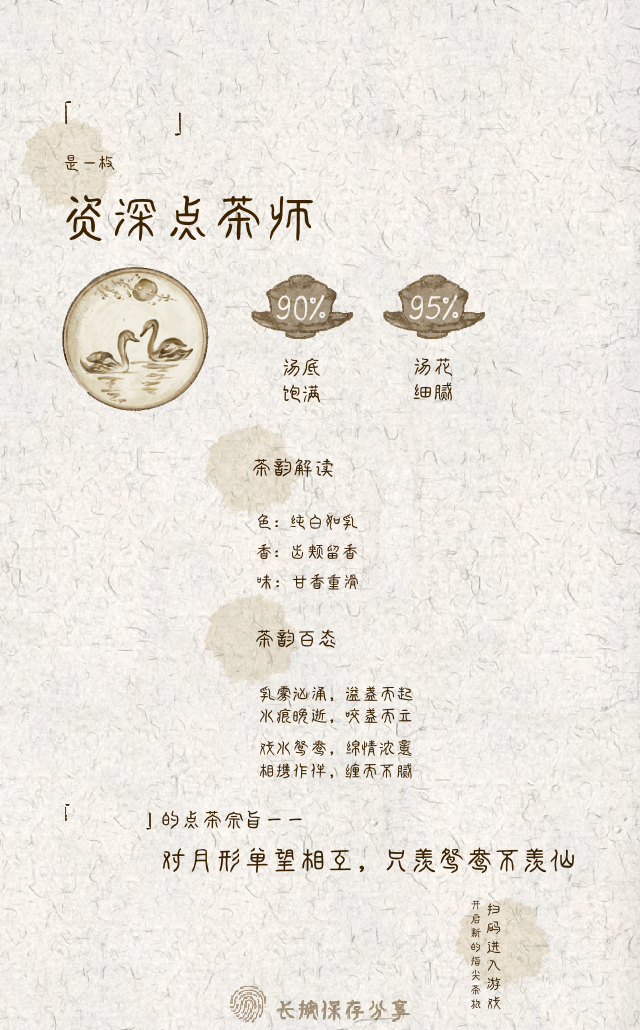 「 」
是一枚
资深点茶师
90% 95%
汤底 汤花
饱满 细腻
茶韵解读
色：纯白如乳
香：齿颊留香
味：甘香重滑
茶韵百态
乳雾汹涌，溢盏而起
水痕晚逝，咬盏而立
戏水鸳鸯，绵情浓意
相携作伴，缠而不腻
「 」的点茶宗旨——
对月形单望相互，只羡鸳鸯不羡仙
扫码进入游戏
开启新的指尖茶旅
长按保存分享